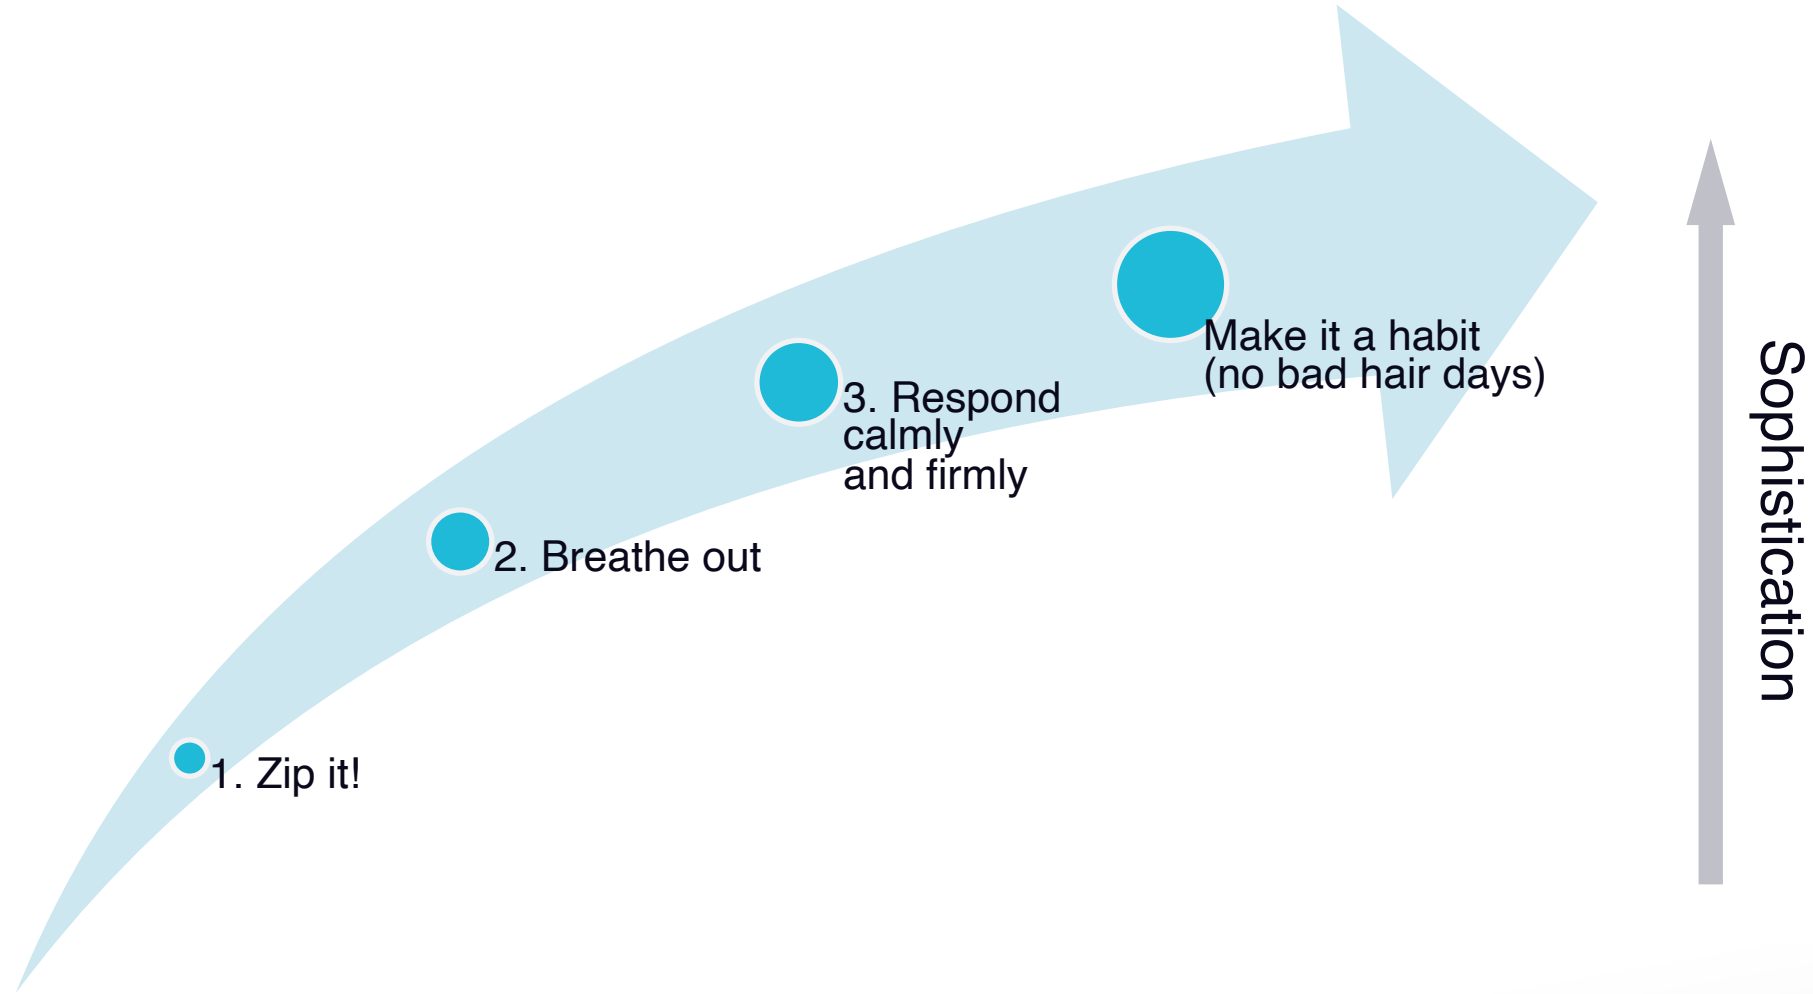 1. Zip it!
2. Breathe out
3. Respond
calmly
and firmly
Make it a habit
(no bad hair days)
Sophistication